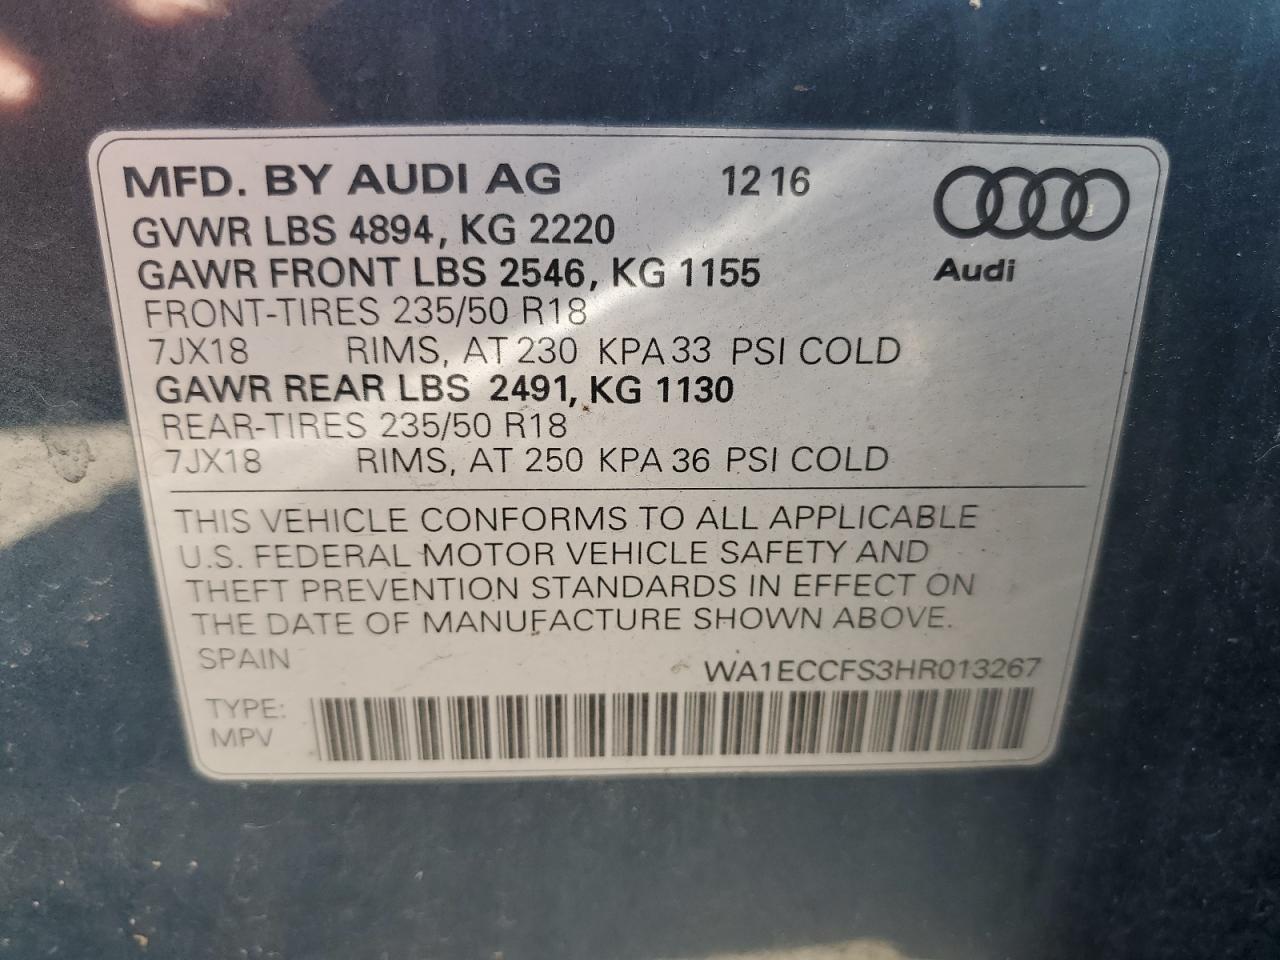 MFD. BY AUDI AG 12 16
GVWR LBS 4894, KG 2220
GAWR FRONT LBS 2546, KG 1155
Audi
FRONT-TIRES 235/50 R18
7JX18 RIMS, AT 230 KPA 33 PSI COLD
GAWR REAR LBS 2491, KG 1130
REAR-TIRES 235/50 R18
7JX18 RIMS, AT 250 KPA 36 PSI COLD
THIS VEHICLE CONFORMS TO ALL APPLICABLE
U.S. FEDERAL MOTOR VEHICLE SAFETY AND
THEFT PREVENTION STANDARDS IN EFFECT ON
THE DATE OF MANUFACTURE SHOWN ABOVE.
SPAIN WA1ECCFS3HR013267
TYPE:
MPV